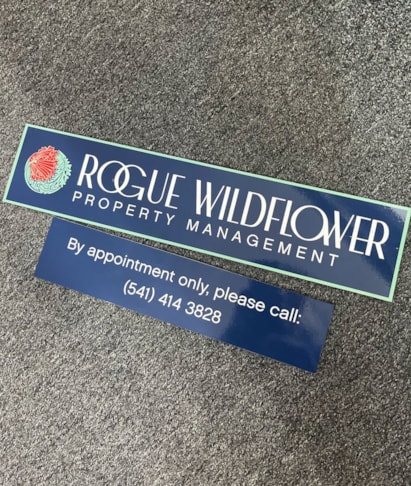 ROGUE WILDFLOWER
PROPERTY MANAGEMENT
By appointment only, please call:
(541) 414 3828